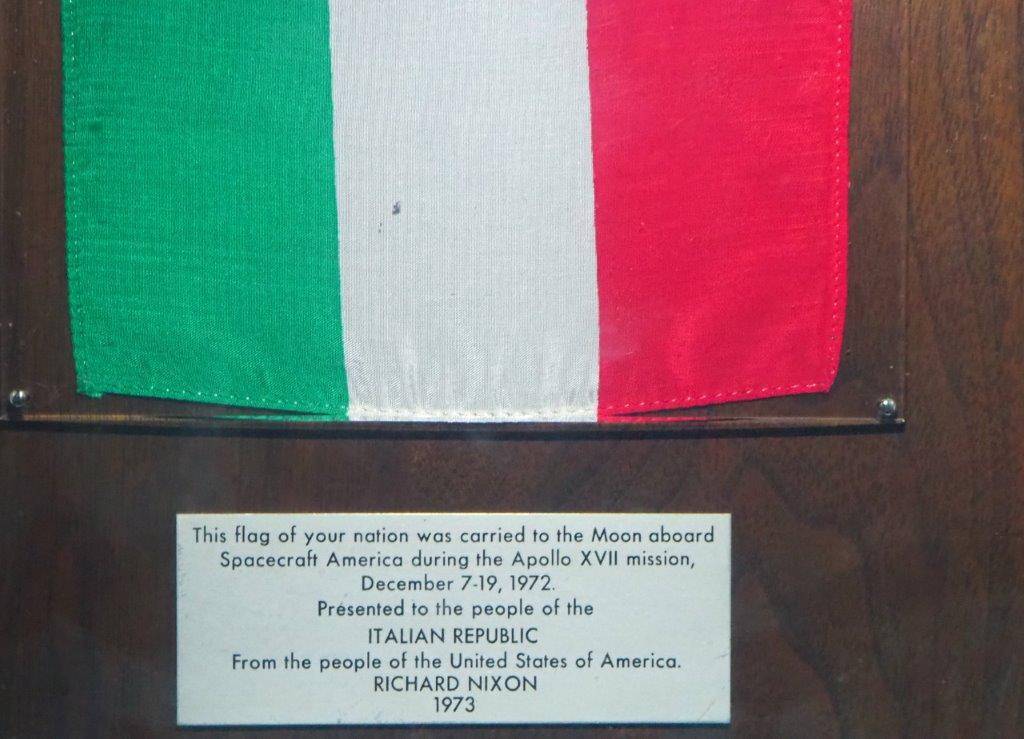 This flag of your nation was carried to the Moon aboard
Spacecraft America during the Apollo XVII mission,
December 7-19, 1972.
Presented to the people of the
ITALIAN REPUBLIC
From the people of the United States of America.
RICHARD NIXON
1973